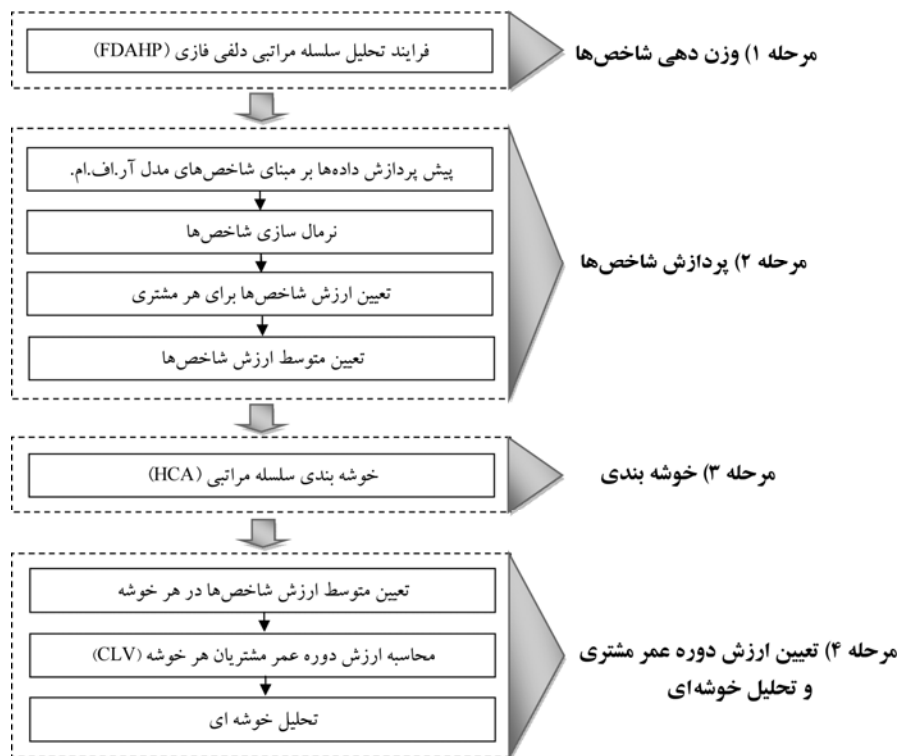 مرحله ۱) وزن دهی شاخص‌ها
فرایند تحلیل سلسله مراتبی دلفی فازی (FDAHP)
مرحله ۲) پردازش شاخص‌ها
پیش پردازش داده‌ها بر مبنای شاخص‌های مدل آر.اف.ام.
نرمال سازی شاخص‌ها
تعیین ارزش شاخص‌ها برای هر مشتری
تعیین متوسط ارزش شاخص‌ها
مرحله ۳) خوشه بندی
خوشه بندی سلسله مراتبی (HCA)
مرحله ۴) تعیین ارزش دوره عمر مشتری
و تحلیل خوشه‌ای
تعیین متوسط ارزش شاخص‌ها در هر خوشه
محاسبه ارزش دوره عمر مشتریان هر خوشه (CLV)
تحلیل خوشه ای